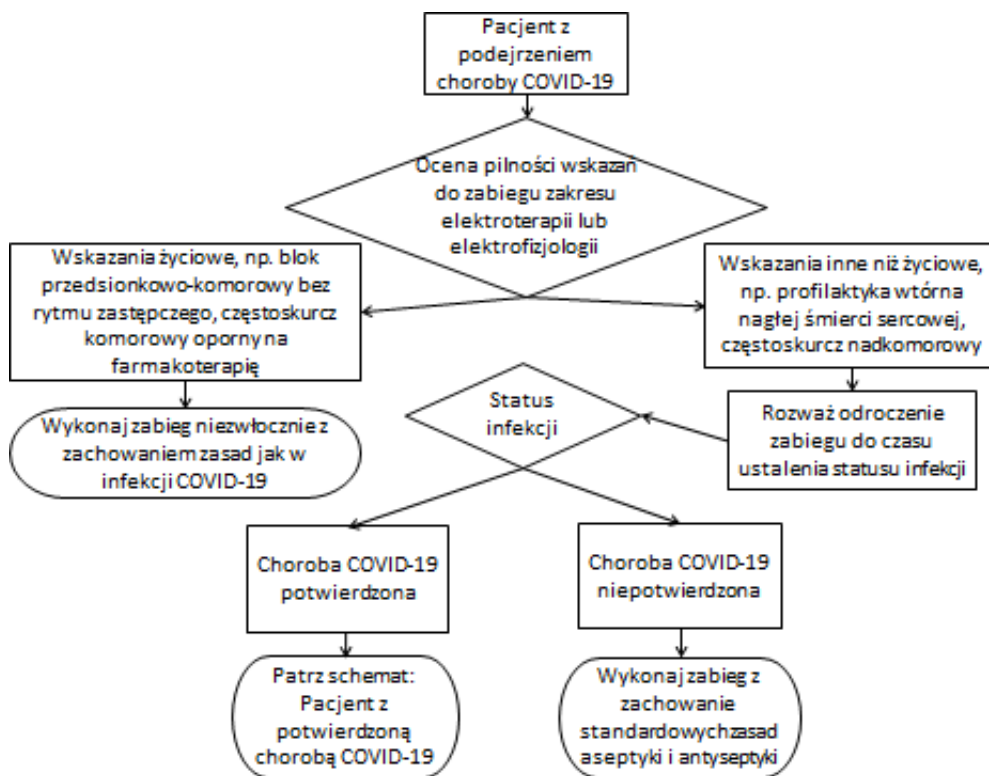 Pacjent z
podejrzeniem
choroby COVID-19
Ocena pilności wskazań
do zabiegu zakresu
elektroterapii lub
elektrofizjologii
Wskazania życiowe, np. blok
przedsionkowo-komorowy bez
rytmu zastępczego, częstoskurcz
komorowy oporny na
farmakoterapię
Wskazania inne niż życiowe,
np. profilaktyka wtórna
nagłej śmierci sercowej,
częstoskurcz nadkomorowy
Wykonaj zabieg niezwłocznie z
zachowaniem zasad jak w
infekcji COVID-19
Status
infekcji
Rozważ odroczenie
zabiegu do czasu
ustalenia statusu infekcji
Choroba COVID-19
potwierdzona
Choroba COVID-19
niepotwierdzona
Patrz schemat:
Pacjent z
potwierdzoną
chorobą COVID-19
Wykonaj zabieg z
zachowanie
standardowychzasad
aseptyki i antyseptyki